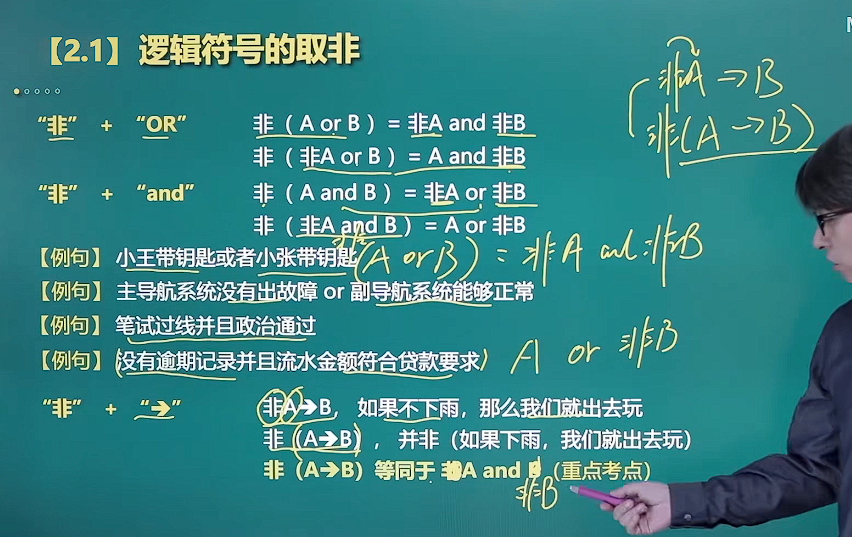 【2.1】 逻辑符号的取非
非A → B
非(A → B)
“非” + “OR” 非（A or B）= 非A and 非B
非（非A or B）= A and 非B
“非” + “and” 非（A and B）= 非A or 非B
非（非A and B）= A or 非B
【例句】 小王带钥匙或者小张带钥匙
非(A or B) = 非A and 非B
【例句】 主导航系统没有出故障 or 副导航系统能够正常
【例句】 笔试过线并且政治通过
【例句】 (没有逾期记录并且流水金额符合贷款要求) A or 非B
“非” + “→” 非A→B， 如果不下雨，那么我们就出去玩
非（A→B）， 并非（如果下雨，我们就出去玩）
非（A→B）等同于 A and （重点考点）
非B
M